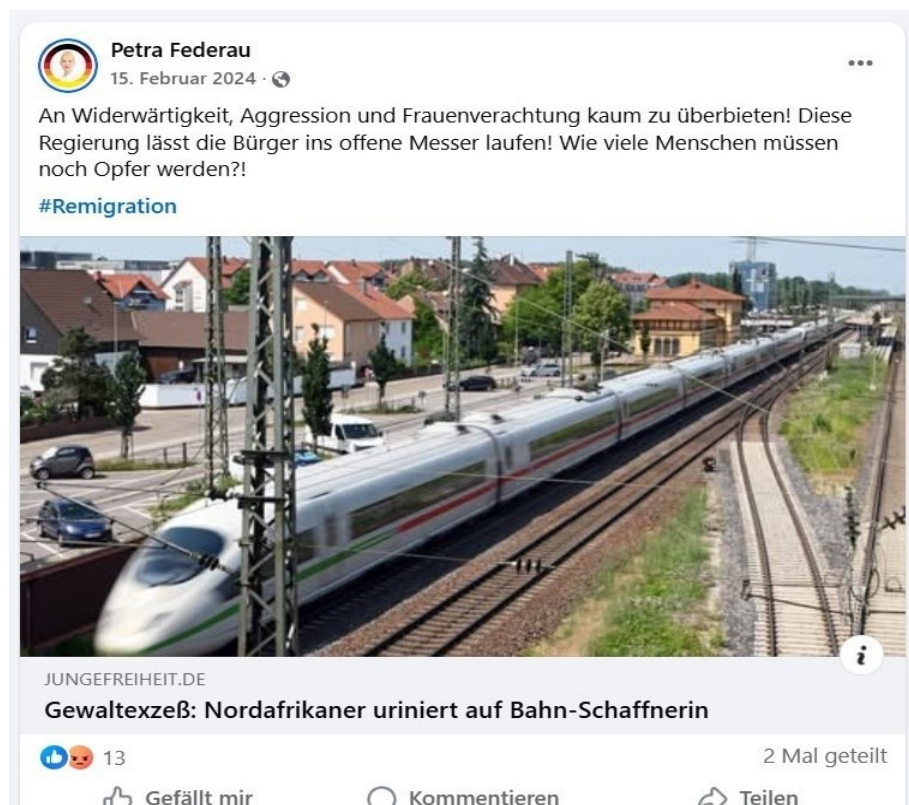 Petra Federau
15. Februar 2024 ·
An Widerwärtigkeit, Aggression und Frauenverachtung kaum zu überbieten! Diese
Regierung lässt die Bürger ins offene Messer laufen! Wie viele Menschen müssen
noch Opfer werden?!
#Remigration
JUNGEFREIHEIT.DE
Gewaltexzeß: Nordafrikaner uriniert auf Bahn-Schaffnerin
13
2 Mal geteilt
Gefällt mir
Kommentieren
Teilen